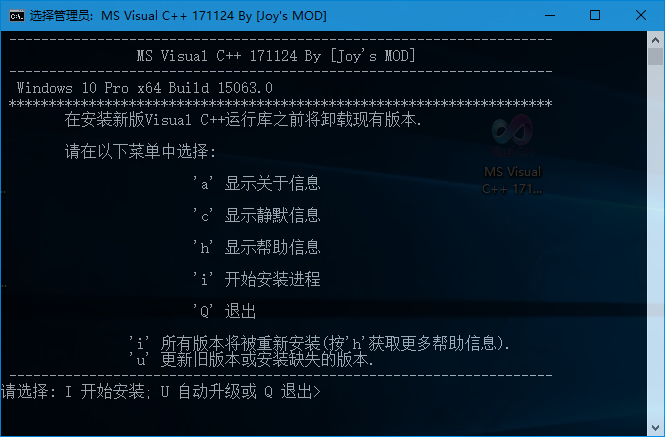 选择管理员: MS Visual C++ 171124 By [Joy's MOD]
--------------------------------------------------------------------
MS Visual C++ 171124 By [Joy's MOD]
--------------------------------------------------------------------
Windows 10 Pro x64 Build 15063.0
********************************************************************
在安装新版Visual C++运行库之前将卸载现有版本.
请在以下菜单中选择:
MS Visual
C++ 171...
'a' 显示关于信息
'c' 显示静默信息
'h' 显示帮助信息
'i' 开始安装进程
'Q' 退出
'i' 所有版本将被重新安装(按'h'获取更多帮助信息).
'u' 更新旧版本或安装缺失的版本.
--------------------------------------------------------------------
请选择: I 开始安装; U 自动升级或 Q 退出>